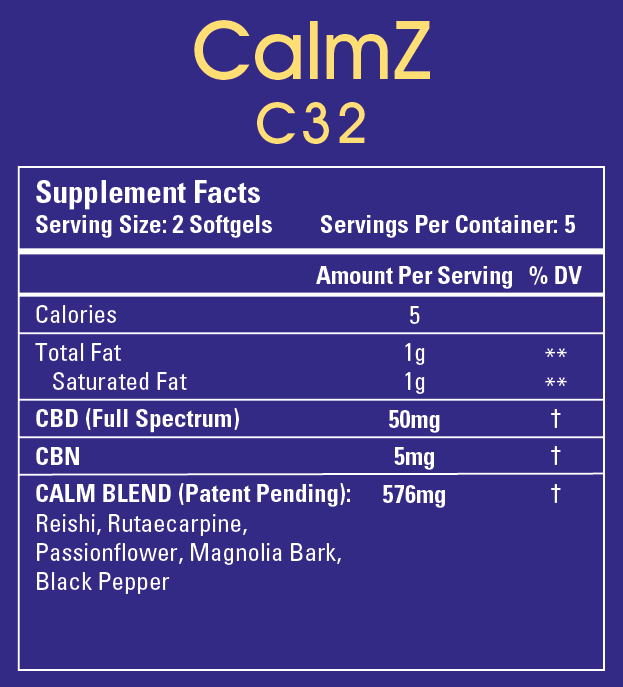 CalmZ
C32
Supplement Facts
Serving Size: 2 Softgels Servings Per Container: 5
Amount Per Serving % DV
Calories 5
Total Fat 1g **
Saturated Fat 1g **
CBD (Full Spectrum) 50mg †
CBN 5mg †
CALM BLEND (Patent Pending): 576mg †
Reishi, Rutaecarpine,
Passionflower, Magnolia Bark,
Black Pepper